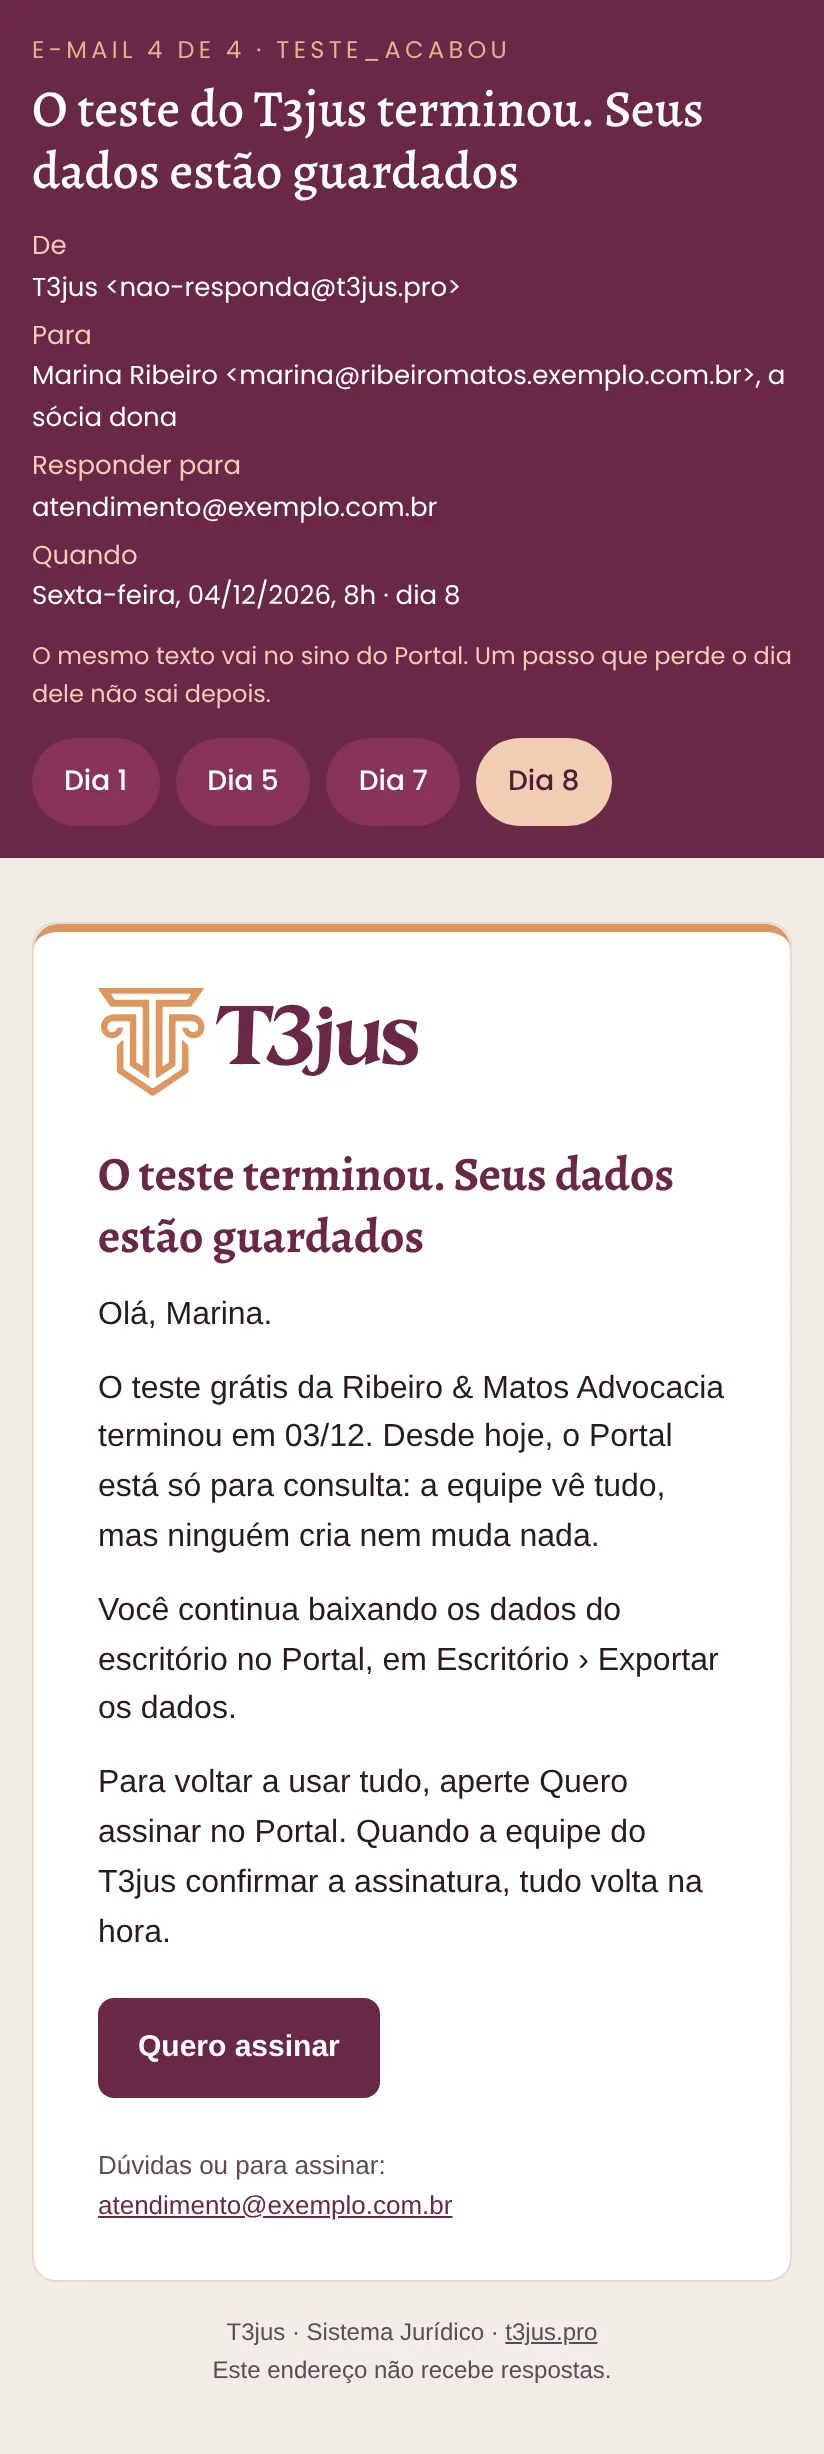 E-MAIL 4 DE 4 · TESTE_ACABOU
O teste do T3jus terminou. Seus
dados estão guardados
De
T3jus <nao-responda@t3jus.pro>
Para
Marina Ribeiro <marina@ribeiromatos.exemplo.com.br>, a
sócia dona
Responder para
atendimento@exemplo.com.br
Quando
Sexta-feira, 04/12/2026, 8h · dia 8
O mesmo texto vai no sino do Portal. Um passo que perde o dia
dele não sai depois.
Dia 1 Dia 5 Dia 7 Dia 8
T3jus
O teste terminou. Seus dados
estão guardados
Olá, Marina.
O teste grátis da Ribeiro & Matos Advocacia
terminou em 03/12. Desde hoje, o Portal
está só para consulta: a equipe vê tudo,
mas ninguém cria nem muda nada.
Você continua baixando os dados do
escritório no Portal, em Escritório › Exportar
os dados.
Para voltar a usar tudo, aperte Quero
assinar no Portal. Quando a equipe do
T3jus confirmar a assinatura, tudo volta na
hora.
Quero assinar
Dúvidas ou para assinar:
atendimento@exemplo.com.br
T3jus · Sistema Jurídico · t3jus.pro
Este endereço não recebe respostas.